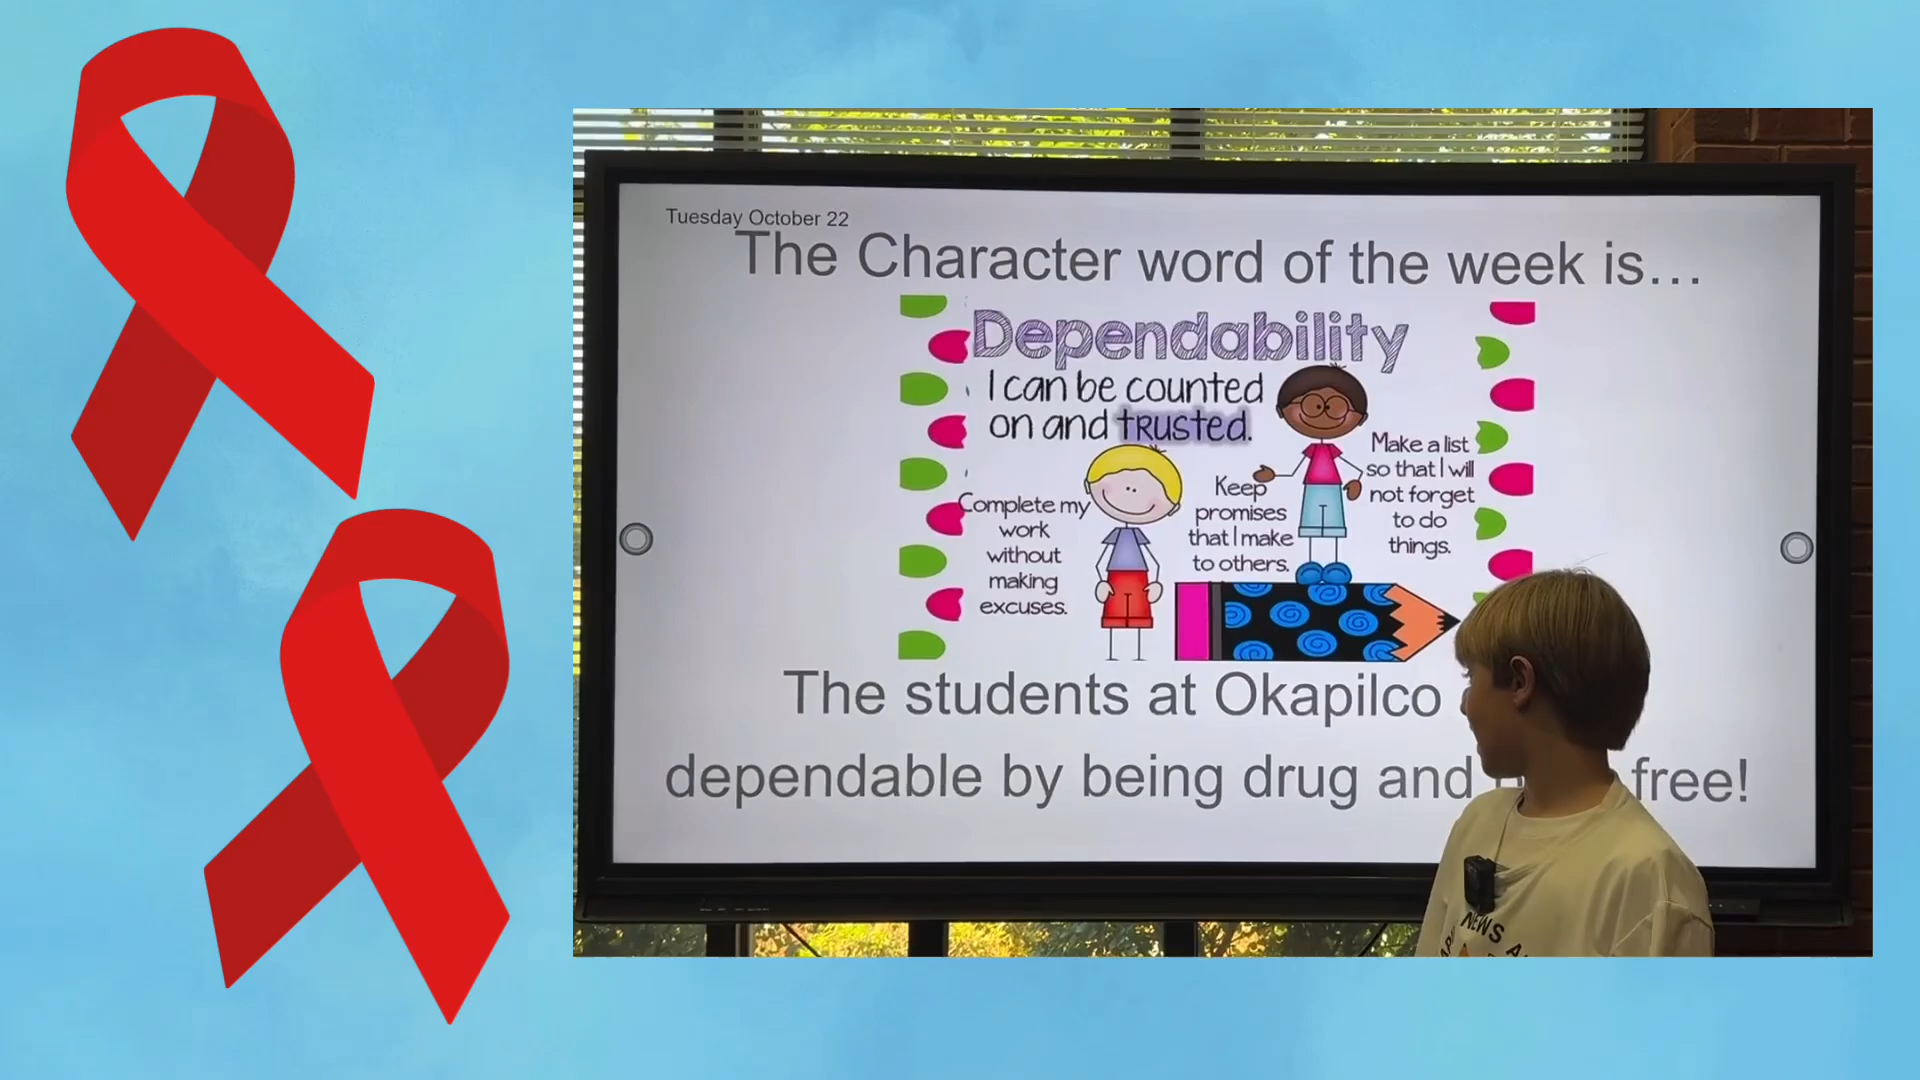 Tuesday October 22
The Character word of the week is...
Dependability
I can be counted
on and trusted.
Complete my
work
without
making
excuses.
Keep
promises
that I make
to others.
Make a list
so that I will
not forget
to do
things.
The students at Okapilco
dependable by being drug and free!
NEWS